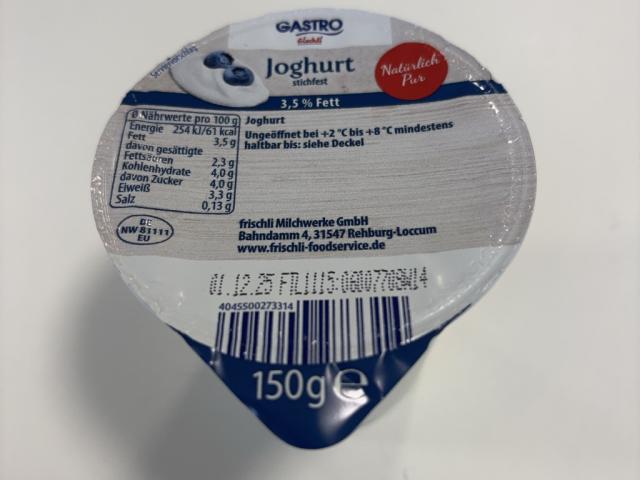 GASTRO
frischli
Serviervorschlag
Joghurt
stichfest
Natürlich
Pur
3,5 % Fett
Ø Nährwerte pro 100 g
Energie 254 kJ/61 kcal
Fett 3,5 g
davon gesättigte
Fettsäuren 2,3 g
Kohlenhydrate 4,0 g
davon Zucker 4,0 g
Eiweiß 3,3 g
Salz 0,13 g
Joghurt
Ungeöffnet bei +2 °C bis +8 °C mindestens
haltbar bis: siehe Deckel
DE
NW 81111
EU
frischli Milchwerke GmbH
Bahndamm 4, 31547 Rehburg-Loccum
www.frischli-foodservice.de
01.12.25
4045500273314
150g e